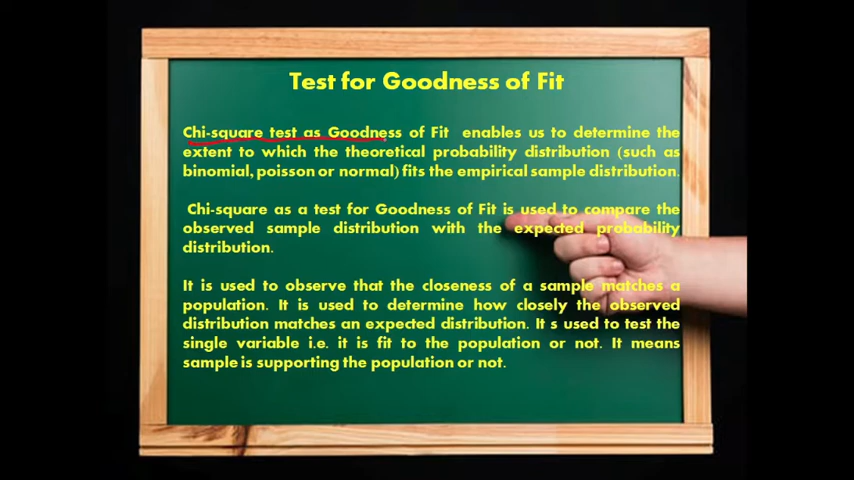 Test for Goodness of Fit
Chi-square test as Goodness of Fit enables us to determine the
extent to which the theoretical probability distribution (such as
binomial, poisson or normal) fits the empirical sample distribution.
Chi-square as a test for Goodness of Fit is used to compare the
observed sample distribution with the expected probability
distribution.
It is used to observe that the closeness of a sample matches a
population. It is used to determine how closely the observed
distribution matches an expected distribution. It s used to test the
single variable i.e. it is fit to the population or not. It means
sample is supporting the population or not.